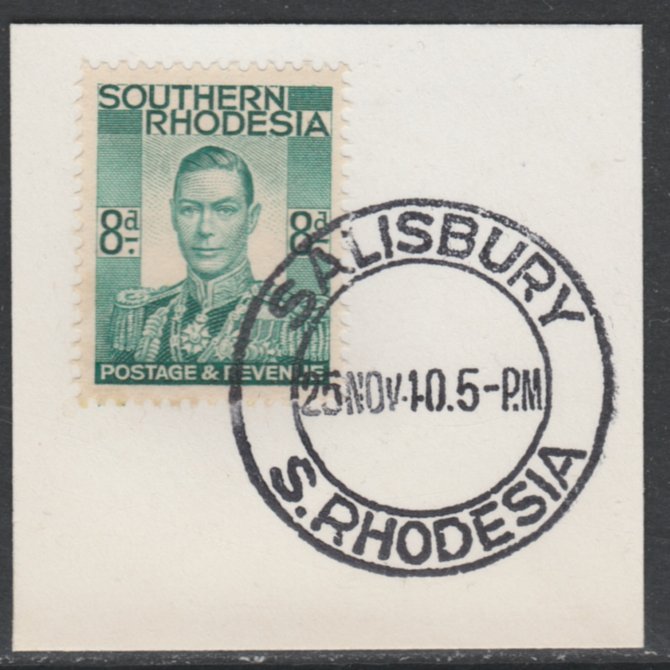 SOUTHERN
RHODESIA
8d. 8d.
POSTAGE & REVENUE
SALISBURY
25 NOV.40.5-P.M
S. RHODESIA